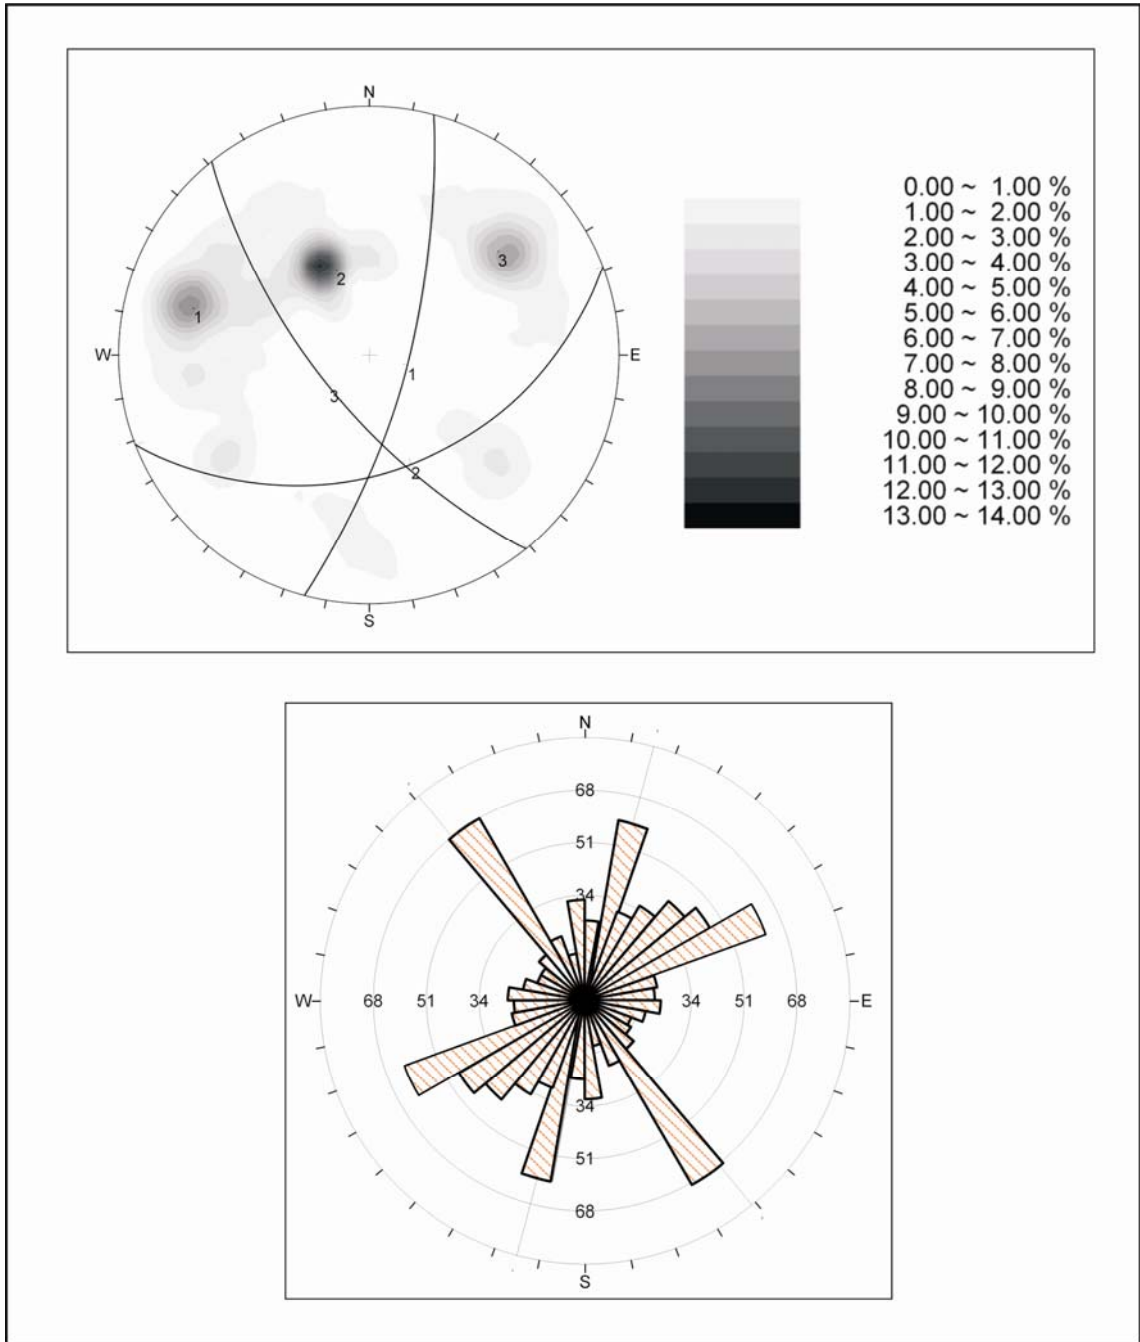 N
2
3
1
W
E
1
3
2
S
0.00 ~ 1.00 %
1.00 ~ 2.00 %
2.00 ~ 3.00 %
3.00 ~ 4.00 %
4.00 ~ 5.00 %
5.00 ~ 6.00 %
6.00 ~ 7.00 %
7.00 ~ 8.00 %
8.00 ~ 9.00 %
9.00 ~ 10.00 %
10.00 ~ 11.00 %
11.00 ~ 12.00 %
12.00 ~ 13.00 %
13.00 ~ 14.00 %
N
68
51
34
W 68 51 34 34 51 68 E
34
51
68
S